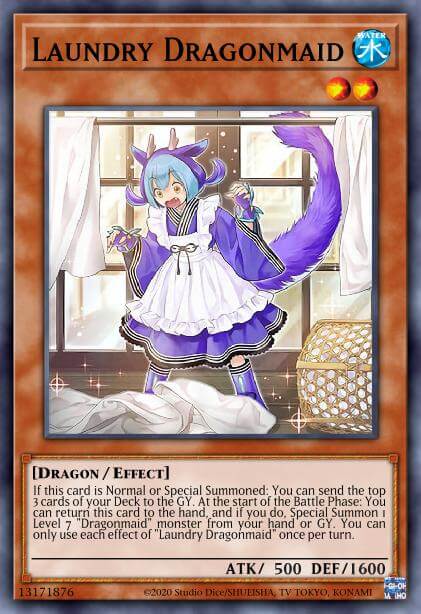 LAUNDRY DRAGONMAID
WATER
水
[DRAGON / EFFECT]
If this card is Normal or Special Summoned: You can send the top
3 cards of your Deck to the GY. At the start of the Battle Phase: You
can return this card to the hand, and if you do, Special Summon 1
Level 7 "Dragonmaid" monster from your hand or GY. You can
only use each effect of "Laundry Dragonmaid" once per turn.
ATK/ 500 DEF/1600
13171876 ©2020 Studio Dice/SHUEISHA, TV TOKYO, KONAMI